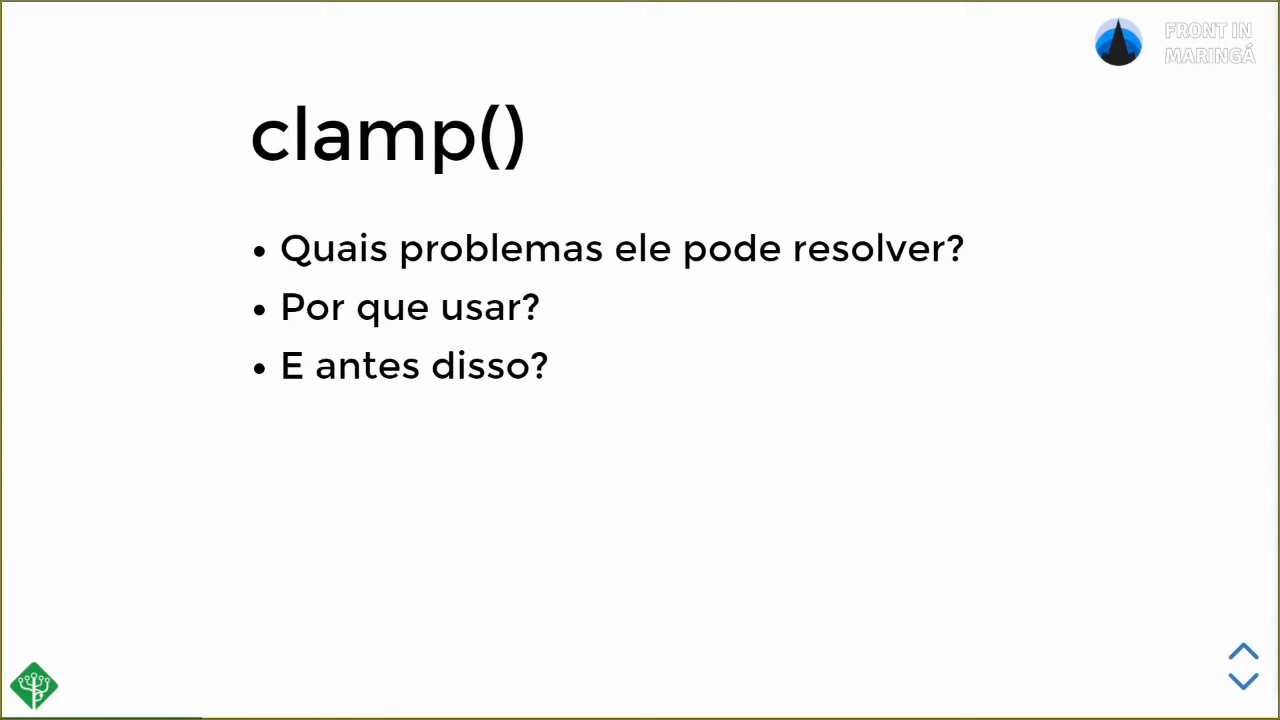 FRONT IN
MARINGÁ
clamp()
• Quais problemas ele pode resolver?
• Por que usar?
• E antes disso?